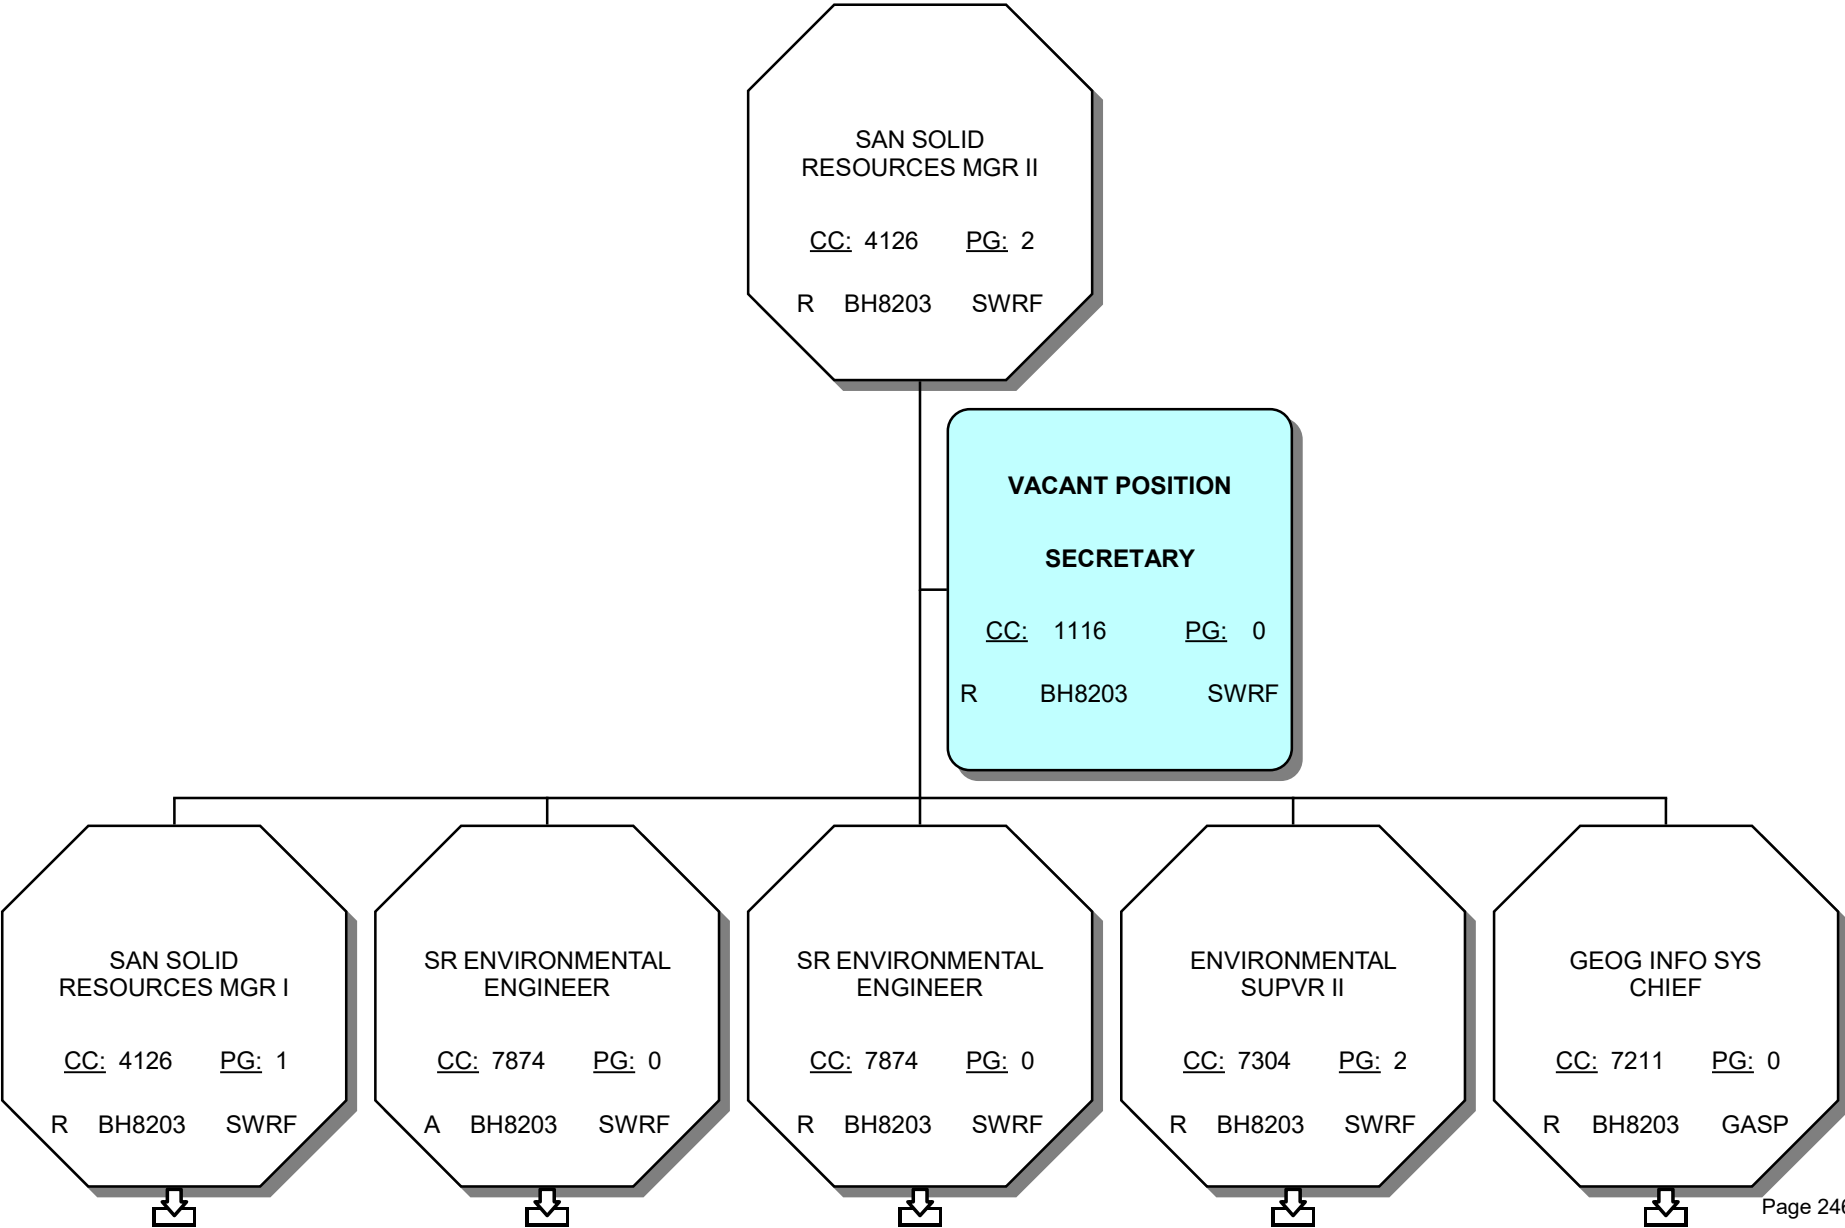 SAN SOLID
RESOURCES MGR II
CC: 4126 PG: 2
R BH8203 SWRF
VACANT POSITION
SECRETARY
CC: 1116 PG: 0
R BH8203 SWRF
SAN SOLID
RESOURCES MGR I
CC: 4126 PG: 1
R BH8203 SWRF
SR ENVIRONMENTAL
ENGINEER
CC: 7874 PG: 0
A BH8203 SWRF
SR ENVIRONMENTAL
ENGINEER
CC: 7874 PG: 0
R BH8203 SWRF
ENVIRONMENTAL
SUPVR II
CC: 7304 PG: 2
R BH8203 SWRF
GEOG INFO SYS
CHIEF
CC: 7211 PG: 0
R BH8203 GASP
Page 246